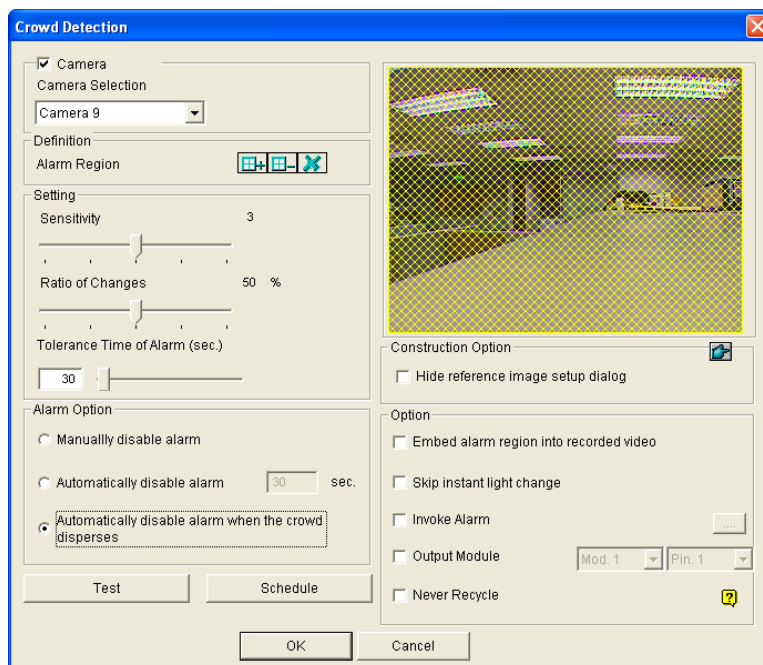 Crowd Detection
Camera
Camera Selection
Camera 9
Definition
Alarm Region
Setting
Sensitivity 3
Ratio of Changes 50 %
Tolerance Time of Alarm (sec.)
30
Alarm Option
Manuallly disable alarm
Automatically disable alarm 30 sec.
Automatically disable alarm when the crowd
disperses
Test Schedule
Construction Option
Hide reference image setup dialog
Option
Embed alarm region into recorded video
Skip instant light change
Invoke Alarm ....
Output Module Mod. 1 Pin. 1
Never Recycle ?
OK Cancel